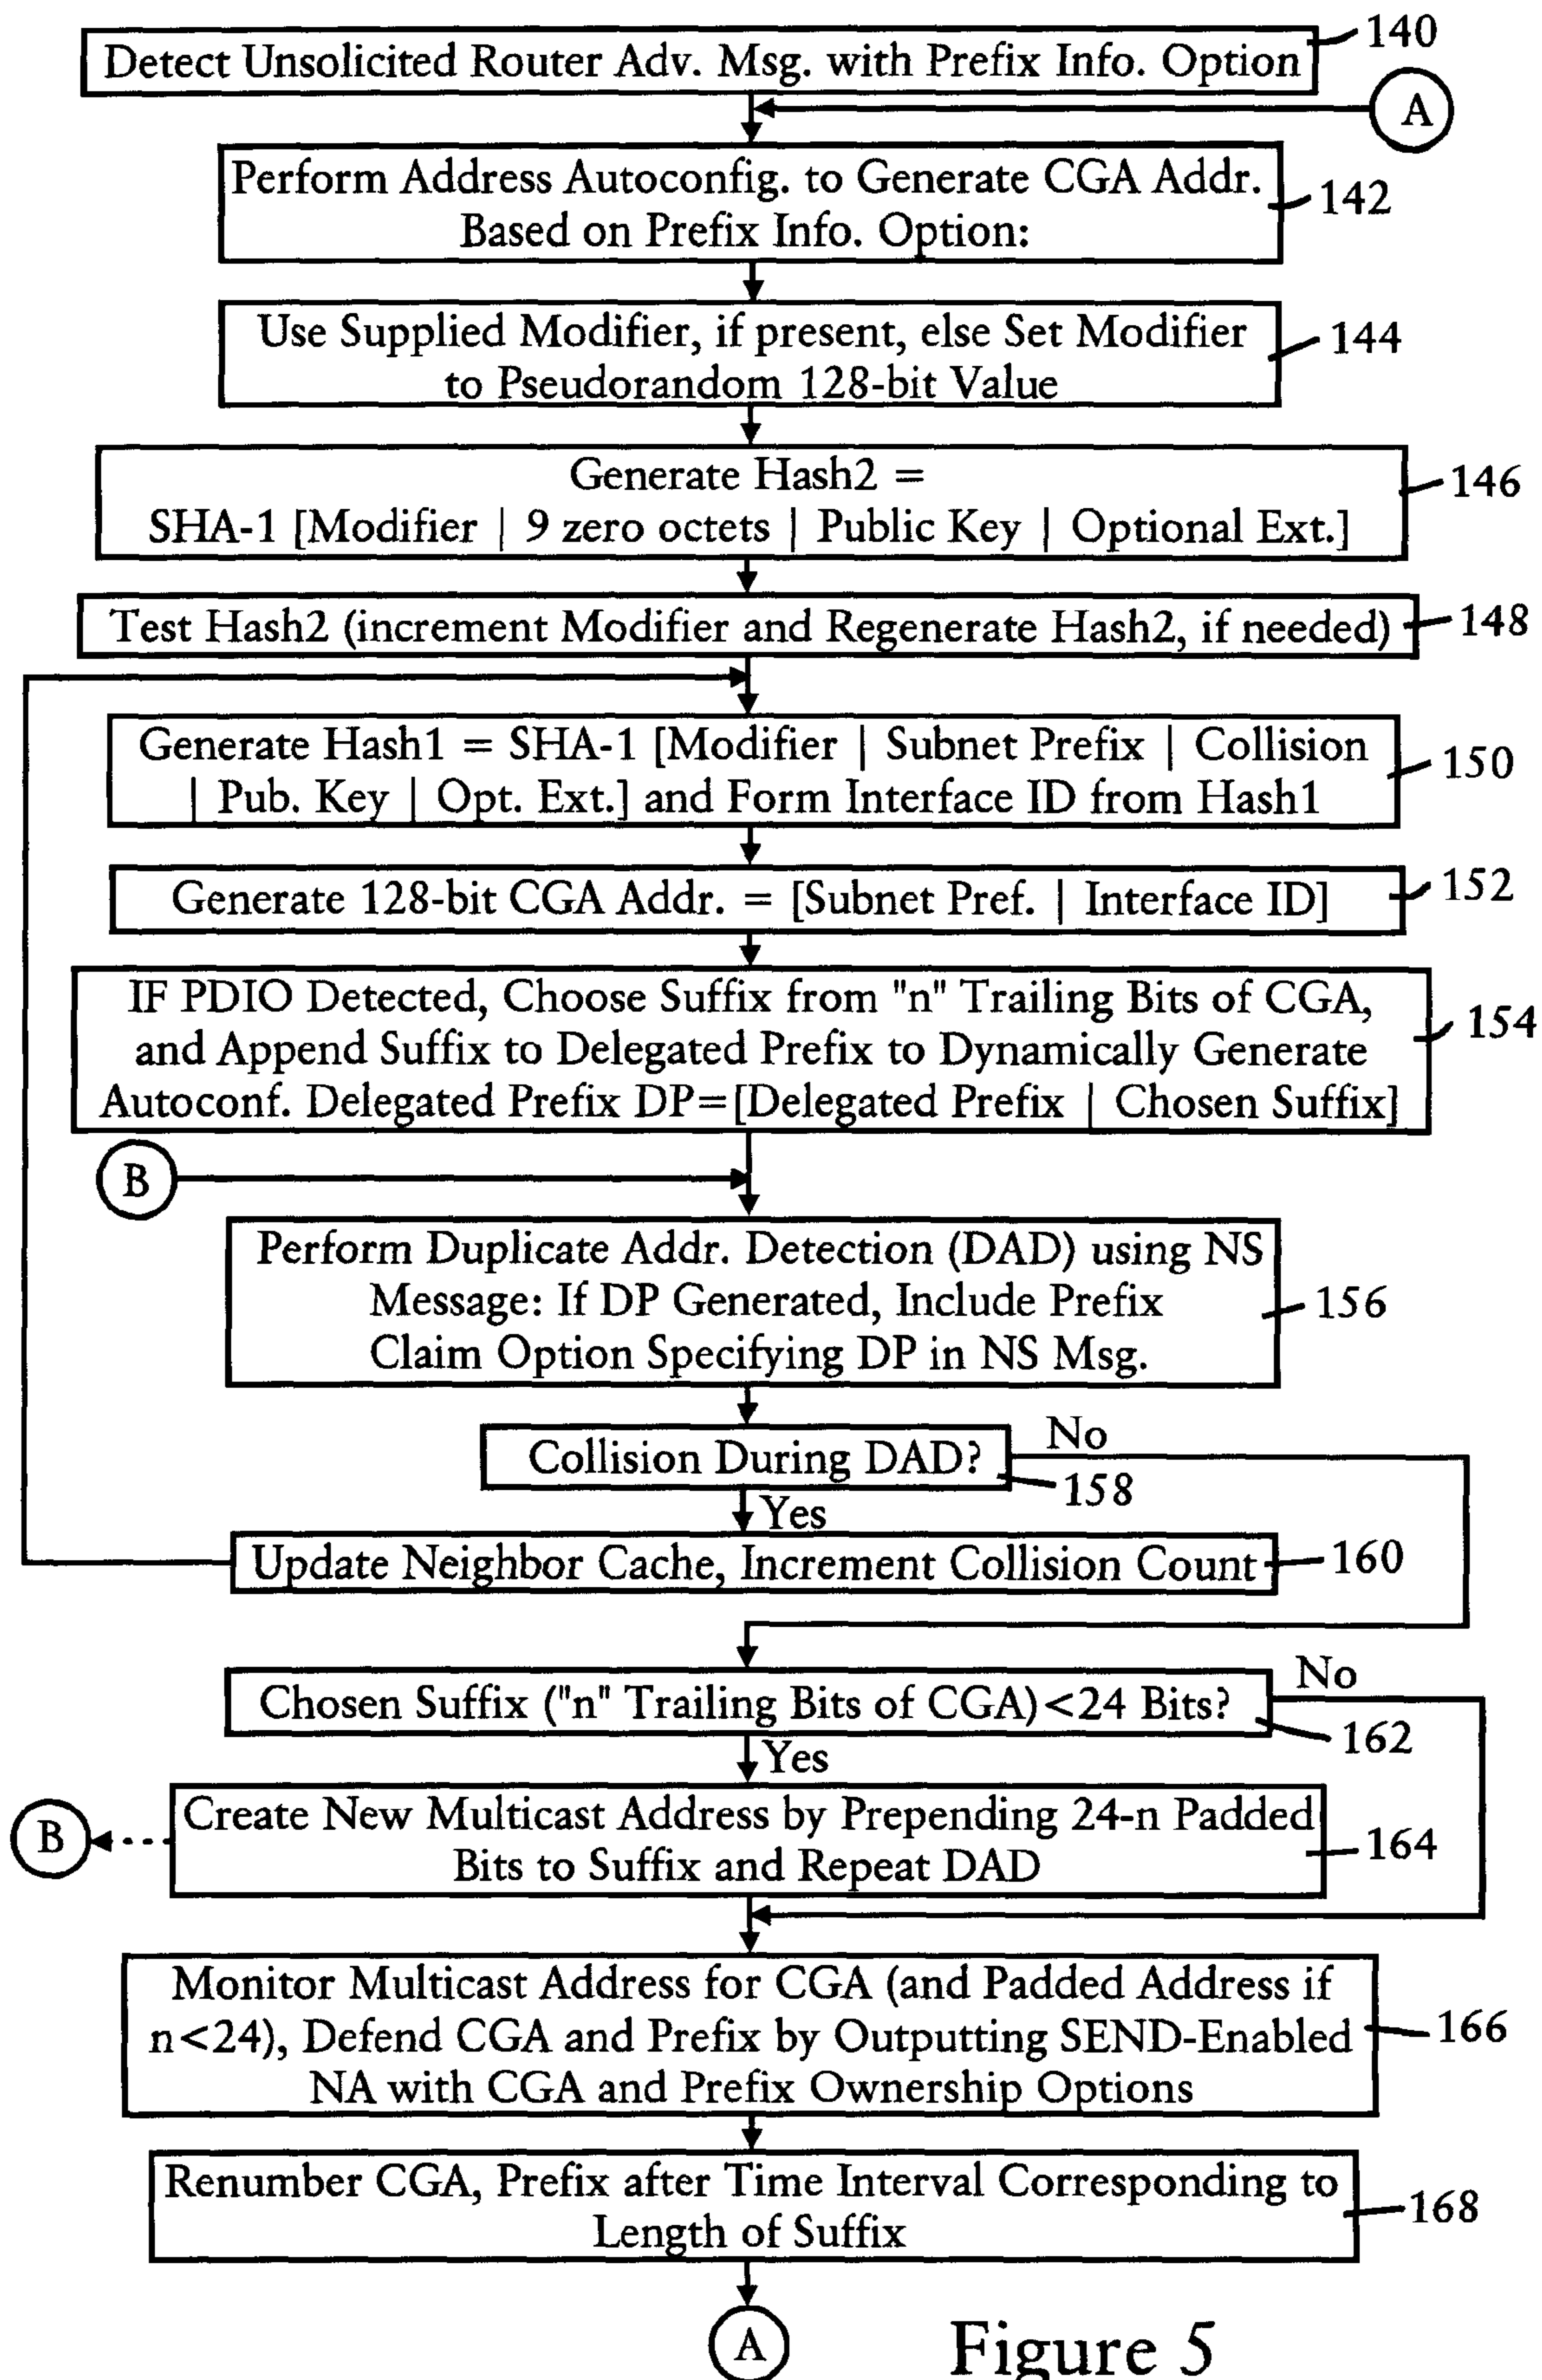 140
Detect Unsolicited Router Adv. Msg. with Prefix Info. Option
A
Perform Address Autoconfig. to Generate CGA Addr.
Based on Prefix Info. Option:
142
Use Supplied Modifier, if present, else Set Modifier
to Pseudorandom 128-bit Value
144
Generate Hash2 =
SHA-1 [Modifier | 9 zero octets | Public Key | Optional Ext.]
146
Test Hash2 (increment Modifier and Regenerate Hash2, if needed)
148
Generate Hash1 = SHA-1 [Modifier | Subnet Prefix | Collision
| Pub. Key | Opt. Ext.] and Form Interface ID from Hash1
150
Generate 128-bit CGA Addr. = [Subnet Pref. | Interface ID]
152
IF PDIO Detected, Choose Suffix from "n" Trailing Bits of CGA,
and Append Suffix to Delegated Prefix to Dynamically Generate
Autoconf. Delegated Prefix DP=[Delegated Prefix | Chosen Suffix]
154
B
Perform Duplicate Addr. Detection (DAD) using NS
Message: If DP Generated, Include Prefix
Claim Option Specifying DP in NS Msg.
156
Collision During DAD?
No
158
Yes
Update Neighbor Cache, Increment Collision Count
160
Chosen Suffix ("n" Trailing Bits of CGA)<24 Bits?
No
162
Yes
Create New Multicast Address by Prepending 24-n Padded
Bits to Suffix and Repeat DAD
164
B
Monitor Multicast Address for CGA (and Padded Address if
n<24), Defend CGA and Prefix by Outputting SEND-Enabled
NA with CGA and Prefix Ownership Options
166
Renumber CGA, Prefix after Time Interval Corresponding to
Length of Suffix
168
A
Figure 5